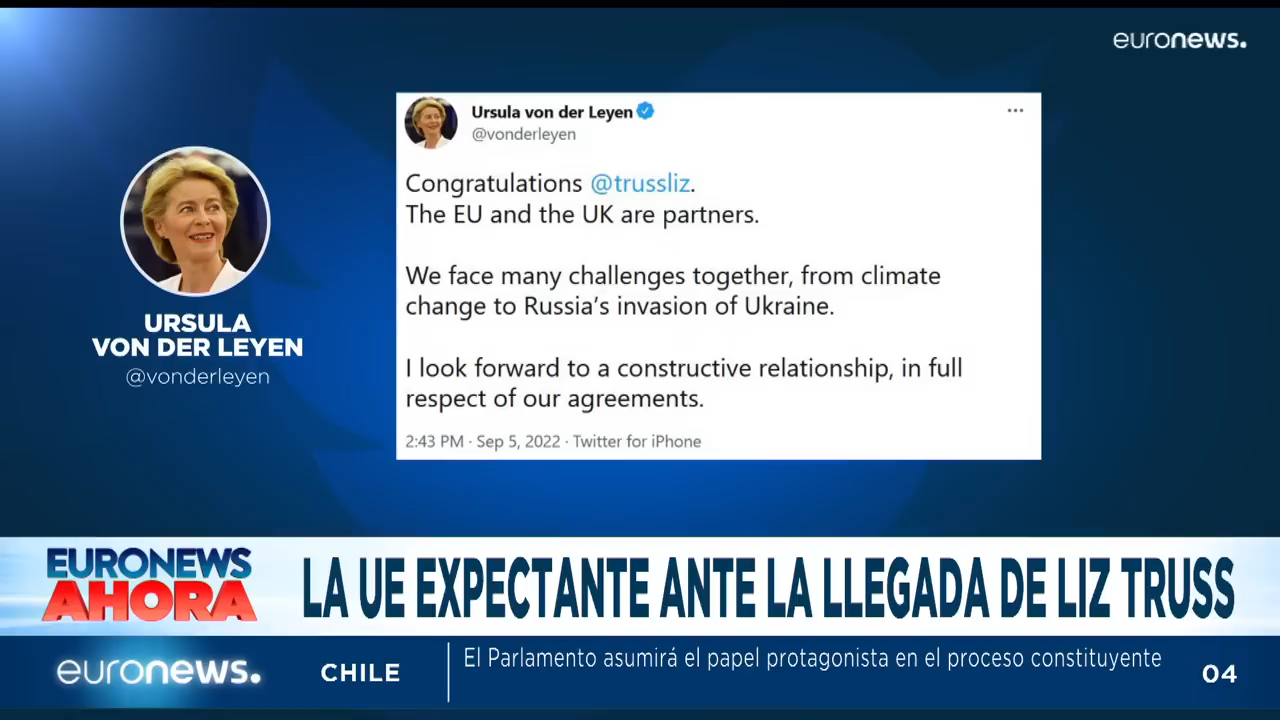 euronews.
Ursula von der Leyen
@vonderleyen
Congratulations @trussliz.
The EU and the UK are partners.
We face many challenges together, from climate
change to Russia’s invasion of Ukraine.
I look forward to a constructive relationship, in full
respect of our agreements.
2:43 PM · Sep 5, 2022 · Twitter for iPhone
URSULA
VON DER LEYEN
@vonderleyen
EURONEWS
AHORA
LA UE EXPECTANTE ANTE LA LLEGADA DE LIZ TRUSS
euronews.
CHILE
El Parlamento asumirá el papel protagonista en el proceso constituyente
04